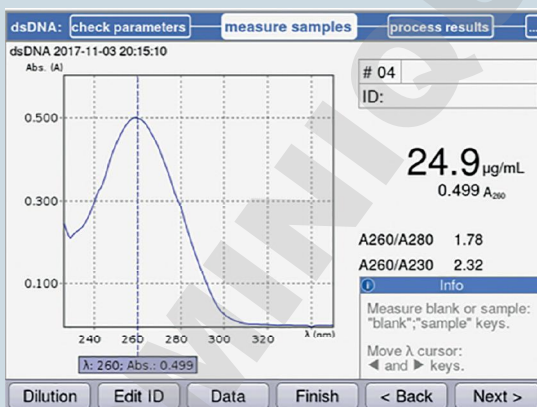 dsDNA: check parameters measure samples process results ...
dsDNA 2017-11-03 20:15:10
Abs. (A)
0.500
0.300
0.100
240 260 280 300 320 λ (nm)
λ: 260; Abs.: 0.499
# 04
ID:
24.9 µg/mL
0.499 A260
A260/A280 1.78
A260/A230 2.32
Info
Measure blank or sample:
"blank";"sample" keys.
Move λ cursor:
◀ and ▶ keys.
Dilution Edit ID Data Finish < Back Next >